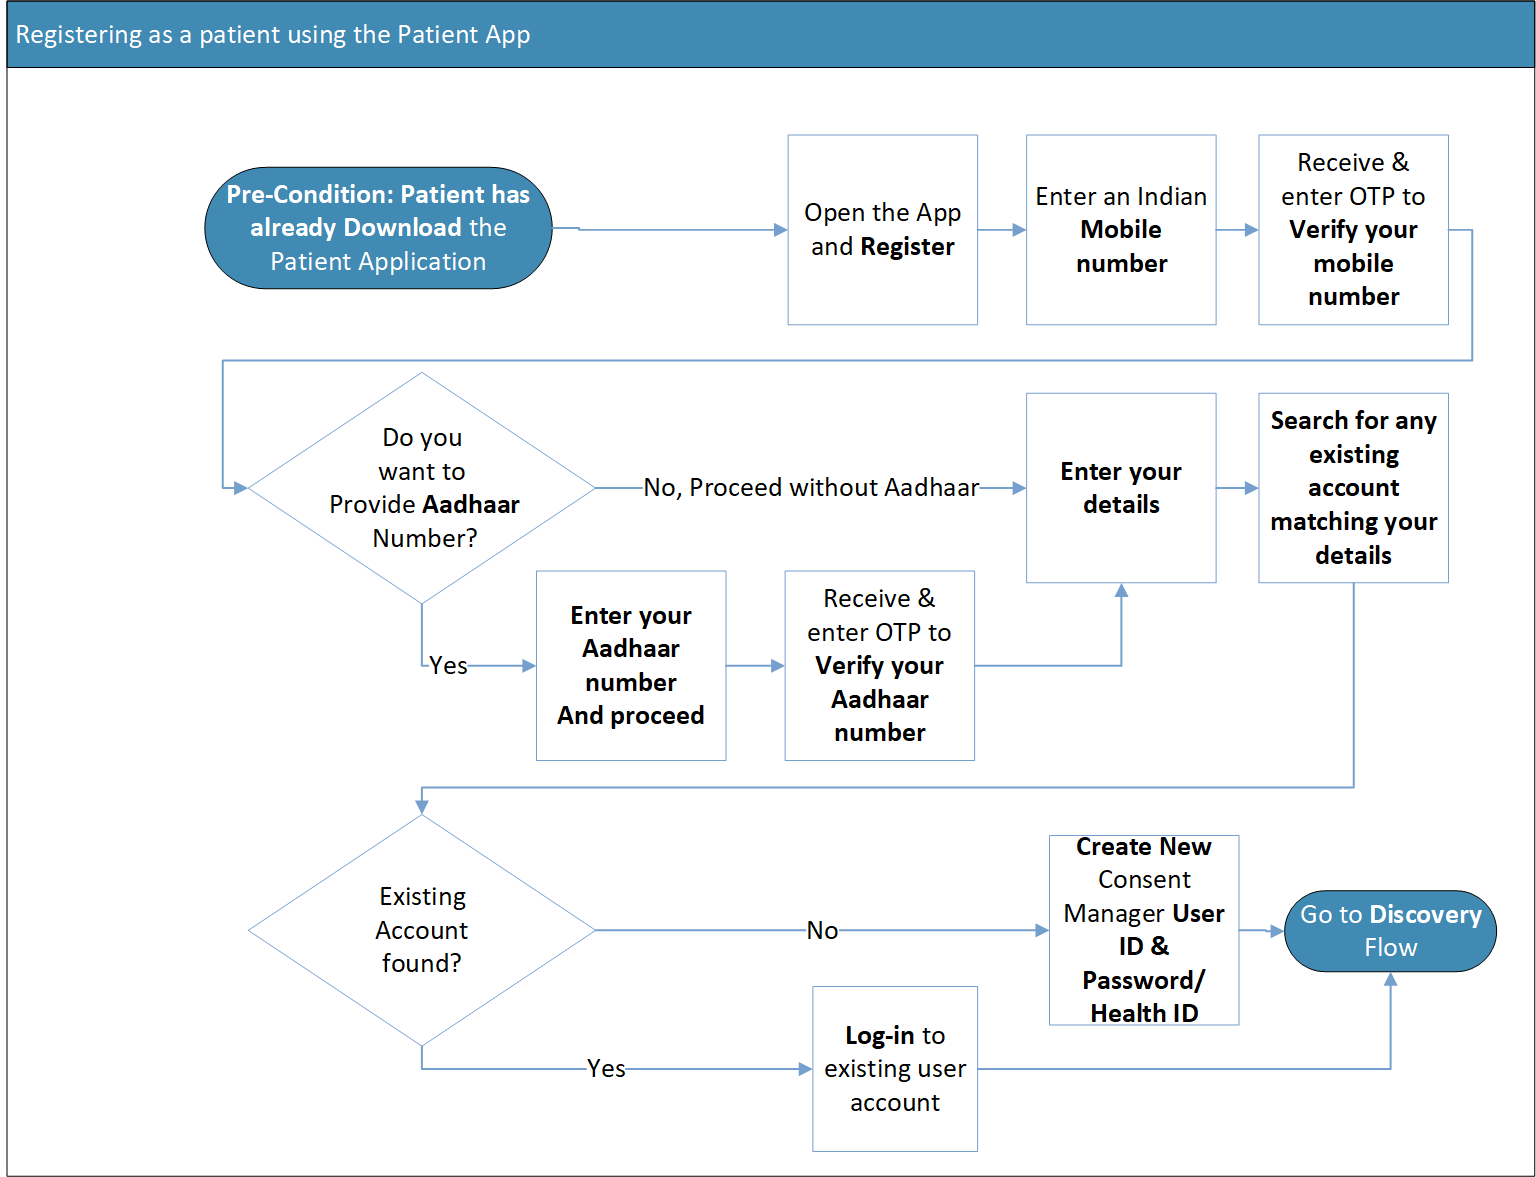 Registering as a patient using the Patient App
Pre-Condition: Patient has
already Download the
Patient Application
Open the App
and Register
Enter an Indian
Mobile
number
Receive &
enter OTP to
Verify your
mobile
number
Do you
want to
Provide Aadhaar
Number?
No, Proceed without Aadhaar
Enter your
details
Search for any
existing
account
matching your
details
Yes
Enter your
Aadhaar
number
And proceed
Receive &
enter OTP to
Verify your
Aadhaar
number
Existing
Account
found?
No
Create New
Consent
Manager User
ID &
Password/
Health ID
Go to Discovery
Flow
Yes
Log-in to
existing user
account